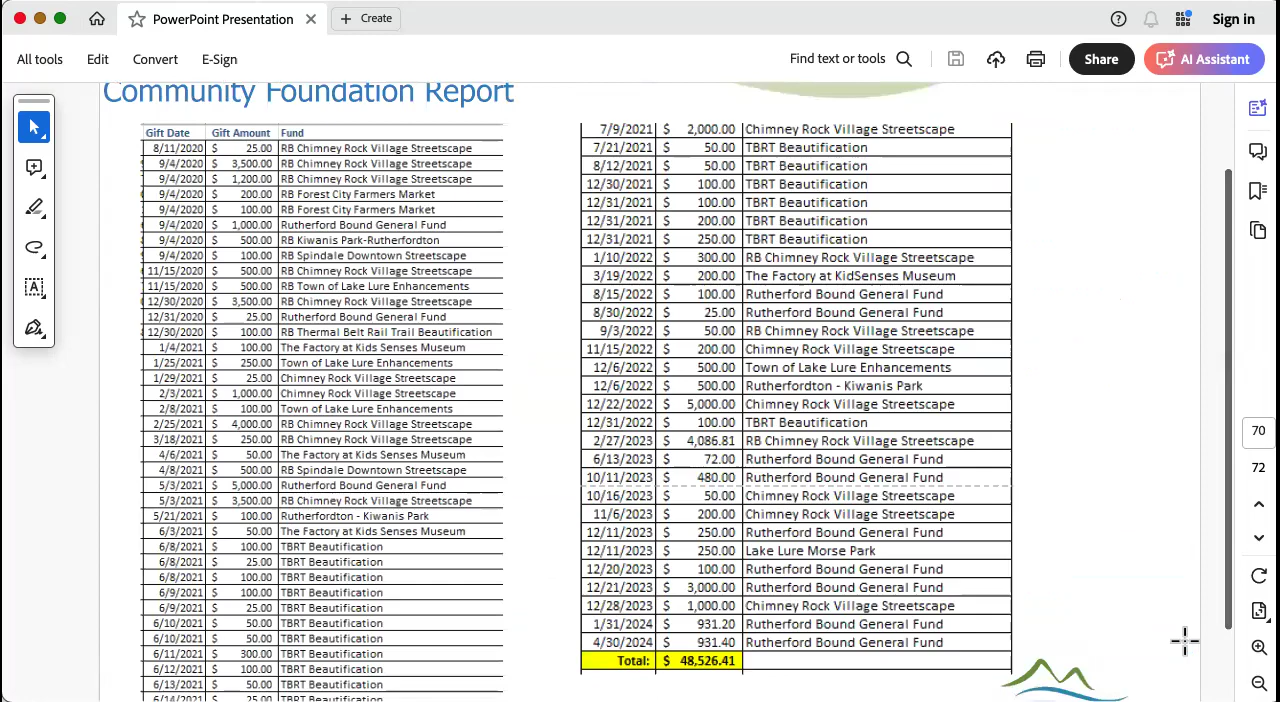 PowerPoint Presentation
Create
Sign in
All tools
Edit
Convert
E-Sign
Find text or tools
Share
AI Assistant
Community Foundation Report
Gift Date Gift Amount Fund
8/11/2020 $ 25.00 RB Chimney Rock Village Streetscape
9/4/2020 $ 3,500.00 RB Chimney Rock Village Streetscape
9/4/2020 $ 1,200.00 RB Chimney Rock Village Streetscape
9/4/2020 $ 200.00 RB Forest City Farmers Market
9/4/2020 $ 100.00 RB Forest City Farmers Market
9/4/2020 $ 1,000.00 Rutherford Bound General Fund
9/4/2020 $ 500.00 RB Kiwanis Park-Rutherfordton
9/4/2020 $ 100.00 RB Spindale Downtown Streetscape
11/15/2020 $ 500.00 RB Chimney Rock Village Streetscape
11/15/2020 $ 500.00 RB Town of Lake Lure Enhancements
12/30/2020 $ 3,500.00 RB Chimney Rock Village Streetscape
12/31/2020 $ 25.00 Rutherford Bound General Fund
12/30/2020 $ 100.00 RB Thermal Belt Rail Trail Beautification
1/4/2021 $ 100.00 The Factory at Kids Senses Museum
1/25/2021 $ 250.00 Town of Lake Lure Enhancements
1/29/2021 $ 25.00 Chimney Rock Village Streetscape
2/3/2021 $ 1,000.00 Chimney Rock Village Streetscape
2/8/2021 $ 100.00 Town of Lake Lure Enhancements
2/25/2021 $ 4,000.00 RB Chimney Rock Village Streetscape
3/18/2021 $ 250.00 RB Chimney Rock Village Streetscape
4/6/2021 $ 50.00 The Factory at Kids Senses Museum
4/8/2021 $ 500.00 RB Spindale Downtown Streetscape
5/3/2021 $ 5,000.00 Rutherford Bound General Fund
5/3/2021 $ 3,500.00 RB Chimney Rock Village Streetscape
5/21/2021 $ 100.00 Rutherfordton - Kiwanis Park
6/3/2021 $ 50.00 The Factory at Kids Senses Museum
6/8/2021 $ 100.00 TBRT Beautification
6/8/2021 $ 25.00 TBRT Beautification
6/8/2021 $ 100.00 TBRT Beautification
6/9/2021 $ 100.00 TBRT Beautification
6/9/2021 $ 25.00 TBRT Beautification
6/10/2021 $ 50.00 TBRT Beautification
6/10/2021 $ 50.00 TBRT Beautification
6/11/2021 $ 300.00 TBRT Beautification
6/12/2021 $ 100.00 TBRT Beautification
6/13/2021 $ 50.00 TBRT Beautification
6/14/2021 $ 25.00 TBRT Beautification
7/9/2021 $ 2,000.00 Chimney Rock Village Streetscape
7/21/2021 $ 50.00 TBRT Beautification
8/12/2021 $ 50.00 TBRT Beautification
12/30/2021 $ 100.00 TBRT Beautification
12/31/2021 $ 100.00 TBRT Beautification
12/31/2021 $ 200.00 TBRT Beautification
12/31/2021 $ 250.00 TBRT Beautification
1/10/2022 $ 300.00 RB Chimney Rock Village Streetscape
3/19/2022 $ 200.00 The Factory at KidSenses Museum
8/15/2022 $ 100.00 Rutherford Bound General Fund
8/30/2022 $ 25.00 Rutherford Bound General Fund
9/3/2022 $ 50.00 RB Chimney Rock Village Streetscape
11/15/2022 $ 200.00 Chimney Rock Village Streetscape
12/6/2022 $ 500.00 Town of Lake Lure Enhancements
12/6/2022 $ 500.00 Rutherfordton - Kiwanis Park
12/22/2022 $ 5,000.00 Chimney Rock Village Streetscape
12/31/2022 $ 100.00 TBRT Beautification
2/27/2023 $ 4,086.81 RB Chimney Rock Village Streetscape
6/13/2023 $ 72.00 Rutherford Bound General Fund
10/11/2023 $ 480.00 Rutherford Bound General Fund
10/16/2023 $ 50.00 Chimney Rock Village Streetscape
11/6/2023 $ 200.00 Chimney Rock Village Streetscape
12/11/2023 $ 250.00 Rutherford Bound General Fund
12/11/2023 $ 250.00 Lake Lure Morse Park
12/20/2023 $ 100.00 Rutherford Bound General Fund
12/21/2023 $ 3,000.00 Rutherford Bound General Fund
12/28/2023 $ 1,000.00 Chimney Rock Village Streetscape
1/31/2024 $ 931.20 Rutherford Bound General Fund
4/30/2024 $ 931.40 Rutherford Bound General Fund
Total: $ 48,526.41
70
72